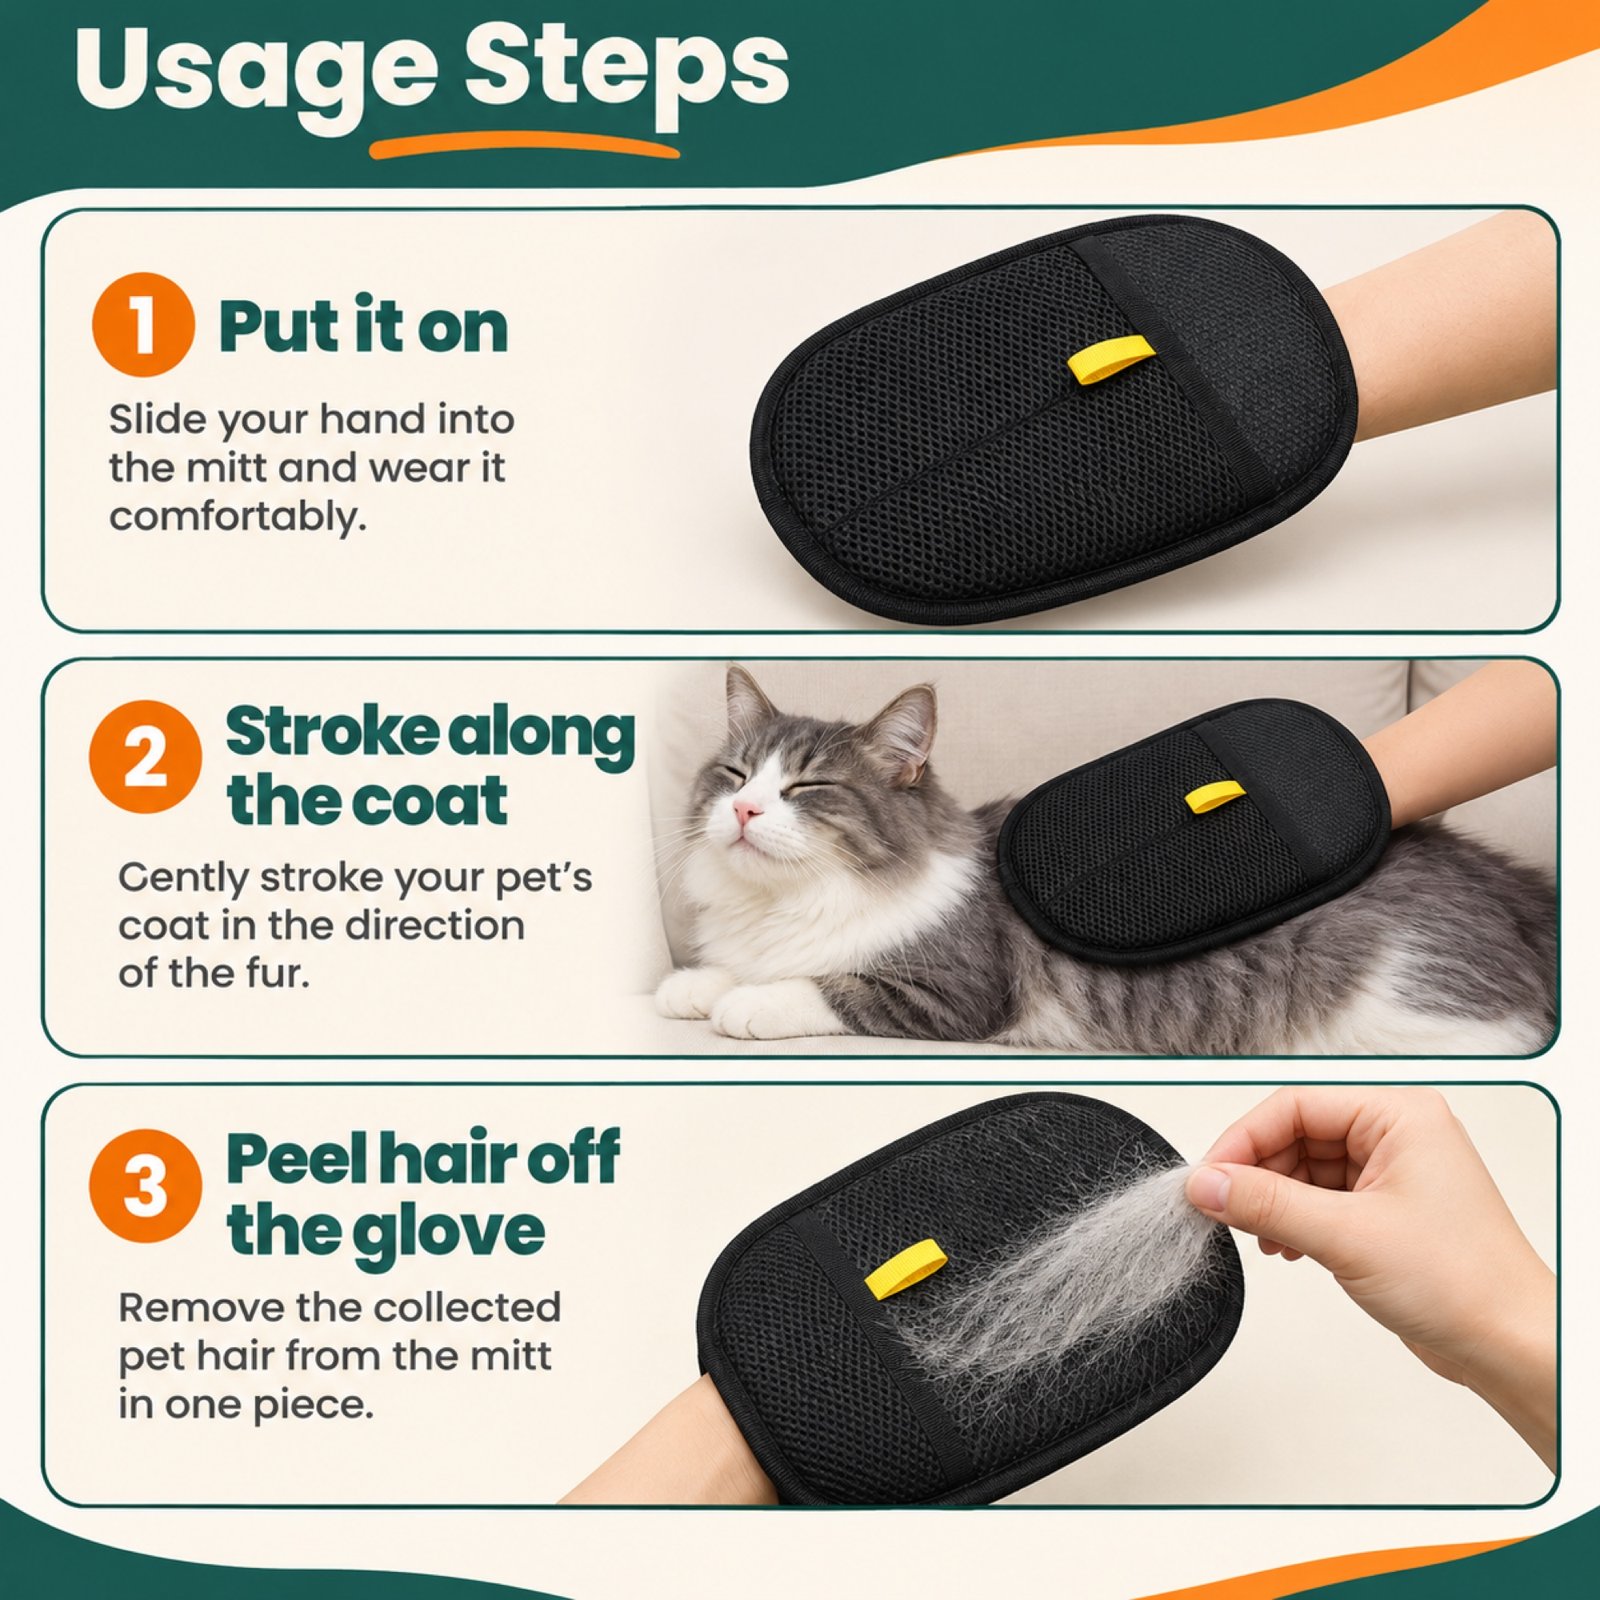 Usage Steps
1
Put it on
Slide your hand into
the mitt and wear it
comfortably.
2
Stroke along
the coat
Cently stroke your pet's
coat in the direction
of the fur.
3
Peel hair off
the glove
Remove the collected
pet hair from the mitt
in one piece.